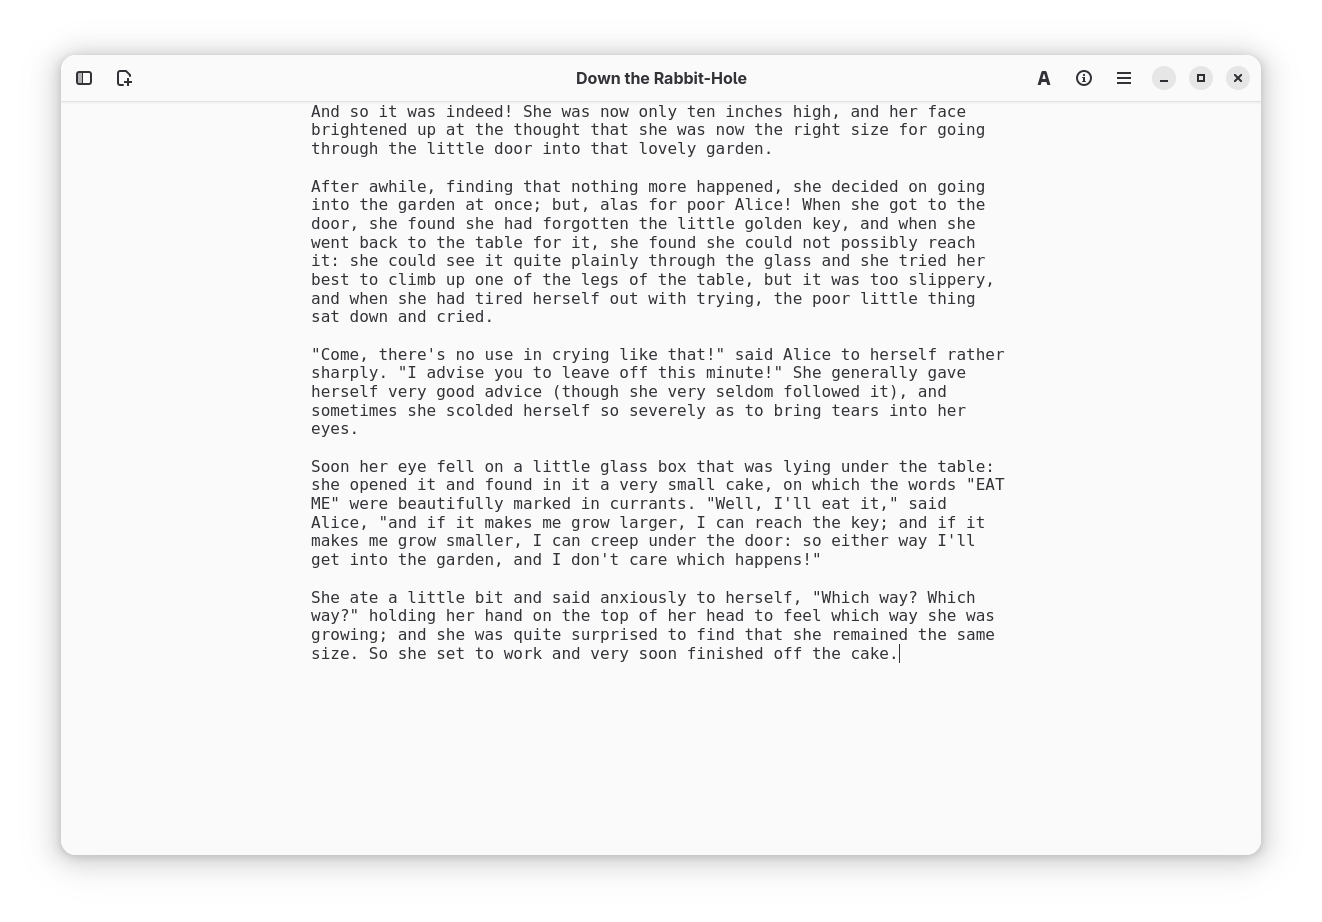 Down the Rabbit-Hole
A
And so it was indeed! She was now only ten inches high, and her face
brightened up at the thought that she was now the right size for going
through the little door into that lovely garden.
After awhile, finding that nothing more happened, she decided on going
into the garden at once; but, alas for poor Alice! When she got to the
door, she found she had forgotten the little golden key, and when she
went back to the table for it, she found she could not possibly reach
it: she could see it quite plainly through the glass and she tried her
best to climb up one of the legs of the table, but it was too slippery,
and when she had tired herself out with trying, the poor little thing
sat down and cried.
"Come, there's no use in crying like that!" said Alice to herself rather
sharply. "I advise you to leave off this minute!" She generally gave
herself very good advice (though she very seldom followed it), and
sometimes she scolded herself so severely as to bring tears into her
eyes.
Soon her eye fell on a little glass box that was lying under the table:
she opened it and found in it a very small cake, on which the words "EAT
ME" were beautifully marked in currants. "Well, I'll eat it," said
Alice, "and if it makes me grow larger, I can reach the key; and if it
makes me grow smaller, I can creep under the door: so either way I'll
get into the garden, and I don't care which happens!"
She ate a little bit and said anxiously to herself, "Which way? Which
way?" holding her hand on the top of her head to feel which way she was
growing; and she was quite surprised to find that she remained the same
size. So she set to work and very soon finished off the cake.